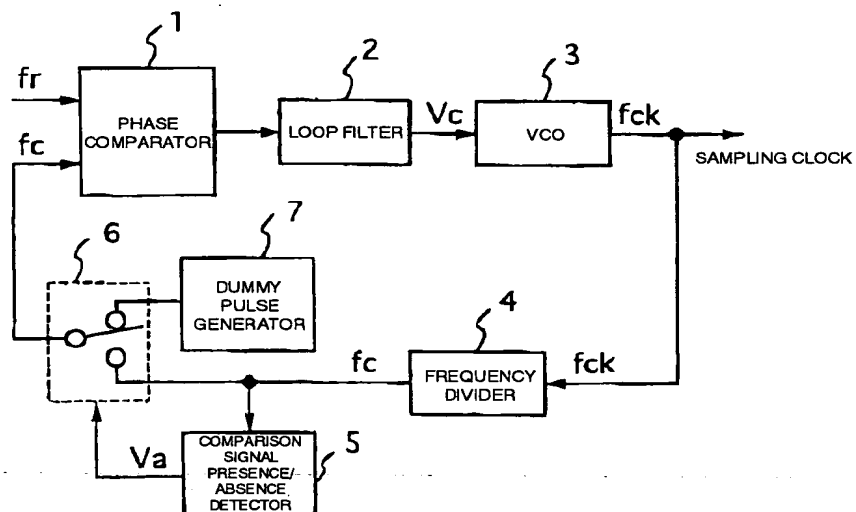 1
fr
PHASE
COMPARATOR
fc
2
LOOP FILTER
Vc
3
VCO
fck
SAMPLING CLOCK
6
7
DUMMY
PULSE
GENERATOR
4
fc
FREQUENCY
DIVIDER
fck
Va
COMPARISON
SIGNAL
PRESENCE/
ABSENCE
DETECTOR
5